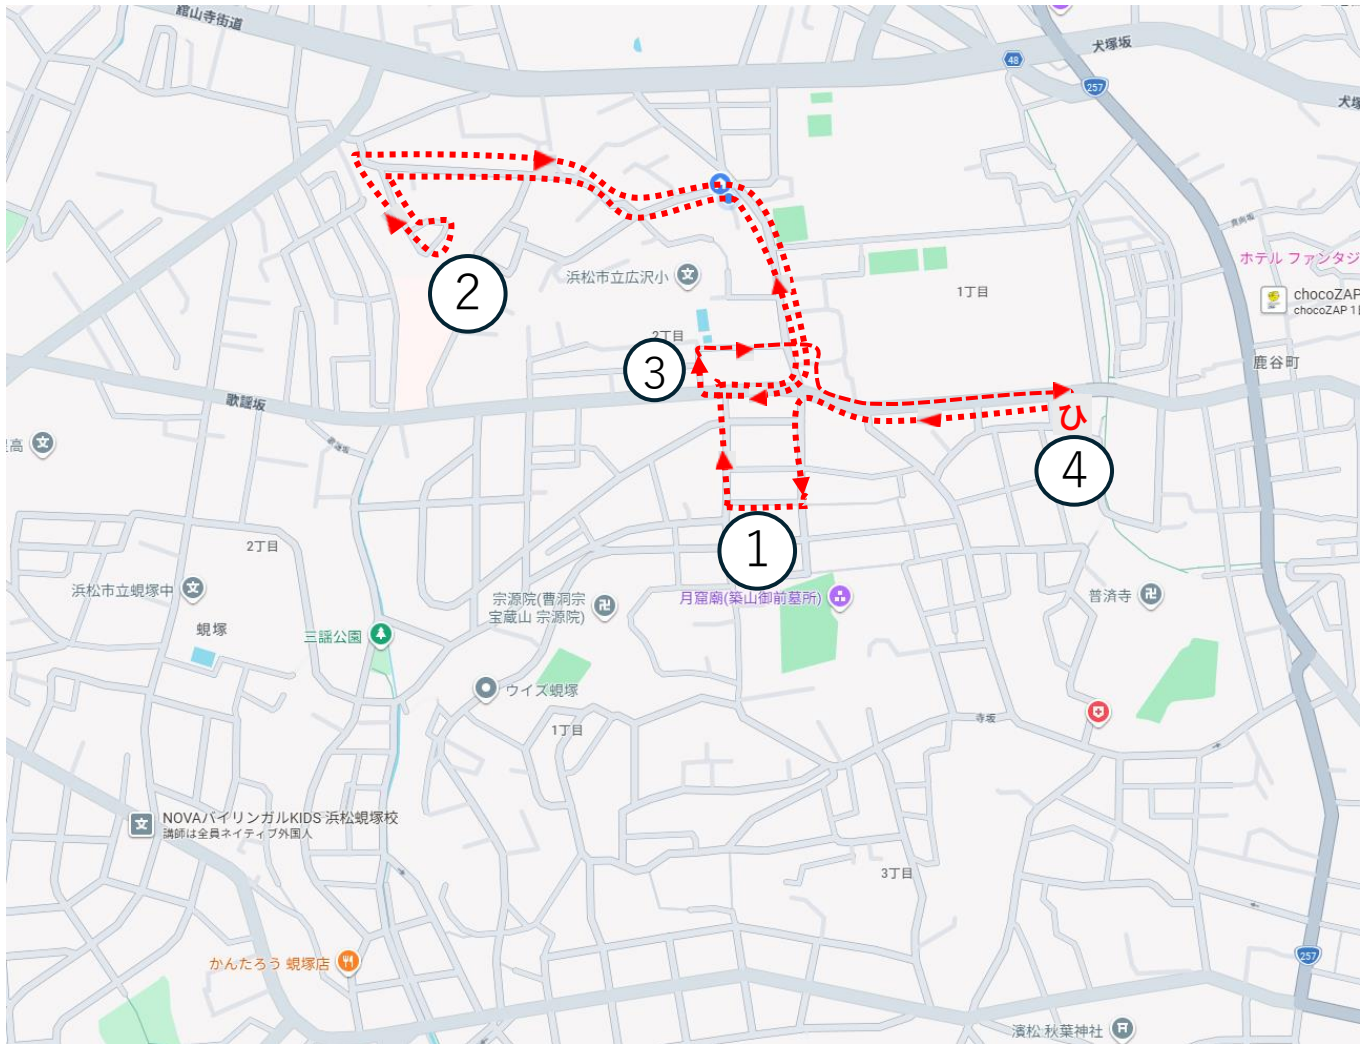 舘山寺街道
犬塚坂
48
257
犬塚
真向坂
ホテル ファンタジ
chocoZAP
chocoZAP 1
浜松市立広沢小
1丁目
2丁目
②
③
鹿谷町
歌謡坂
ひ
④
①
2丁目
浜松市立蜆塚中
蜆塚
三謡公園
宗源院(曹洞宗
宝蔵山 宗源院)
月窟廟(築山御前墓所)
普済寺
ウイズ蜆塚
1丁目
寺坂
NOVAバイリンガルKIDS 浜松蜆塚校
講師は全員ネイティブ外国人
3丁目
かんたろう 蜆塚店
257
濱松 秋葉神社